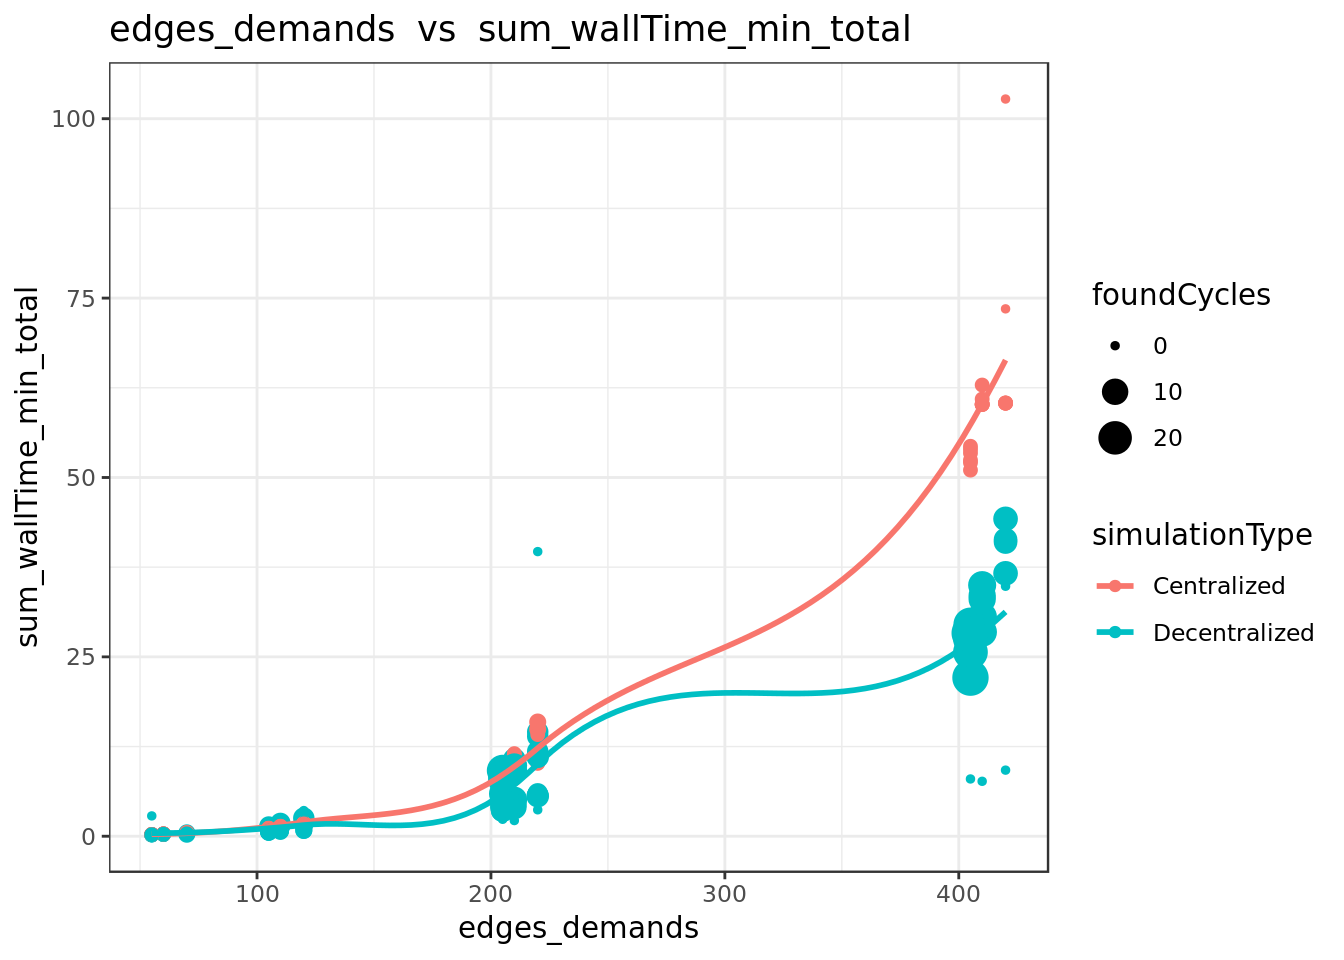 edges_demands  vs  sum_wallTime_min_total
sum_wallTime_min_total
100
75
50
25
0
100
200
300
400
edges_demands
foundCycles
0
10
20
simulationType
Centralized
Decentralized